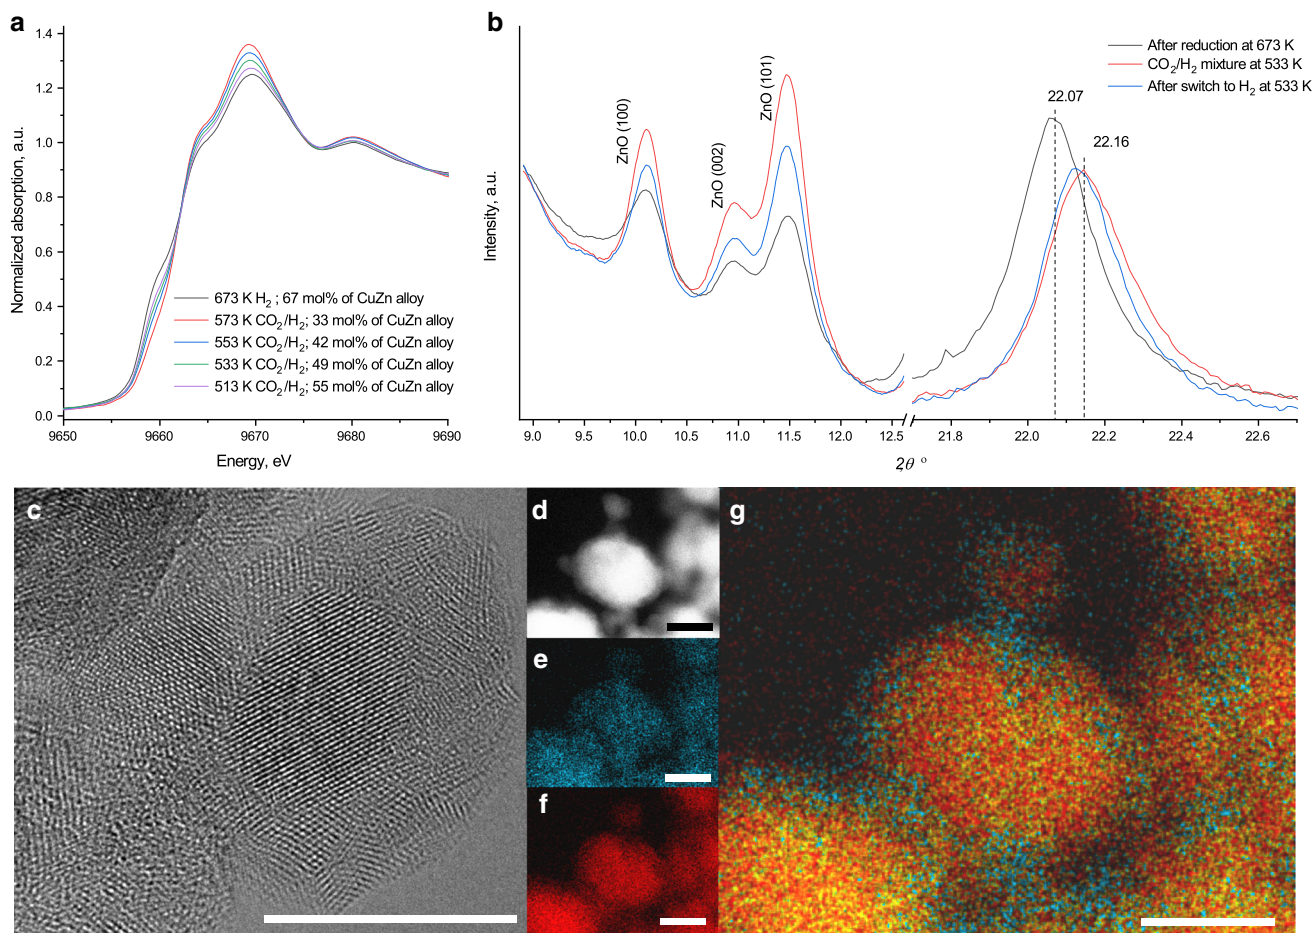 a
Normalized absorption, a.u.
1.4
1.2
1.0
0.8
0.6
0.4
0.2
0.0
673 K H₂ ; 67 mol% of CuZn alloy
573 K CO₂/H₂; 33 mol% of CuZn alloy
553 K CO₂/H₂; 42 mol% of CuZn alloy
533 K CO₂/H₂; 49 mol% of CuZn alloy
513 K CO₂/H₂; 55 mol% of CuZn alloy
9650 9660 9670 9680 9690
Energy, eV
b
Intensity, a.u.
ZnO (100)
ZnO (002)
ZnO (101)
After reduction at 673 K
CO₂/H₂ mixture at 533 K
After switch to H₂ at 533 K
22.07
22.16
9.0 9.5 10.0 10.5 11.0 11.5 12.0 12.5 21.8 22.0 22.2 22.4 22.6
2θ °
c
d
e
f
g